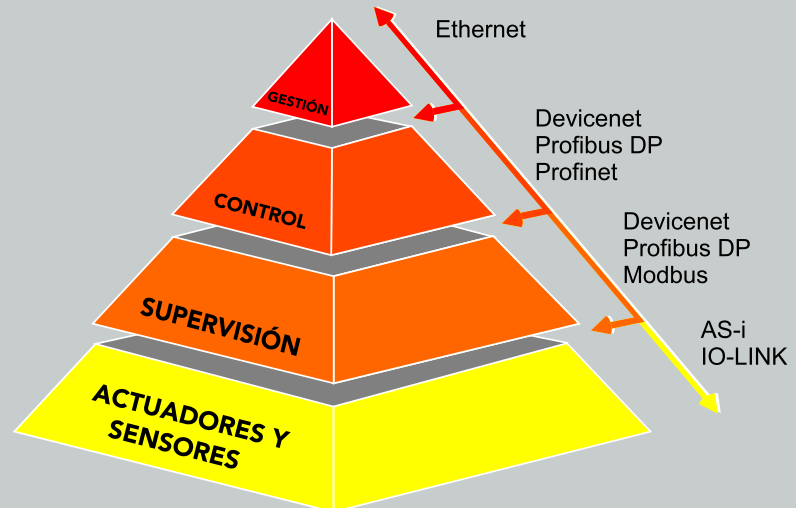 Ethernet
GESTIÓN
Devicenet
Profibus DP
Profinet
CONTROL
Devicenet
Profibus DP
Modbus
SUPERVISIÓN
AS-i
IO-LINK
ACTUADORES Y
SENSORES